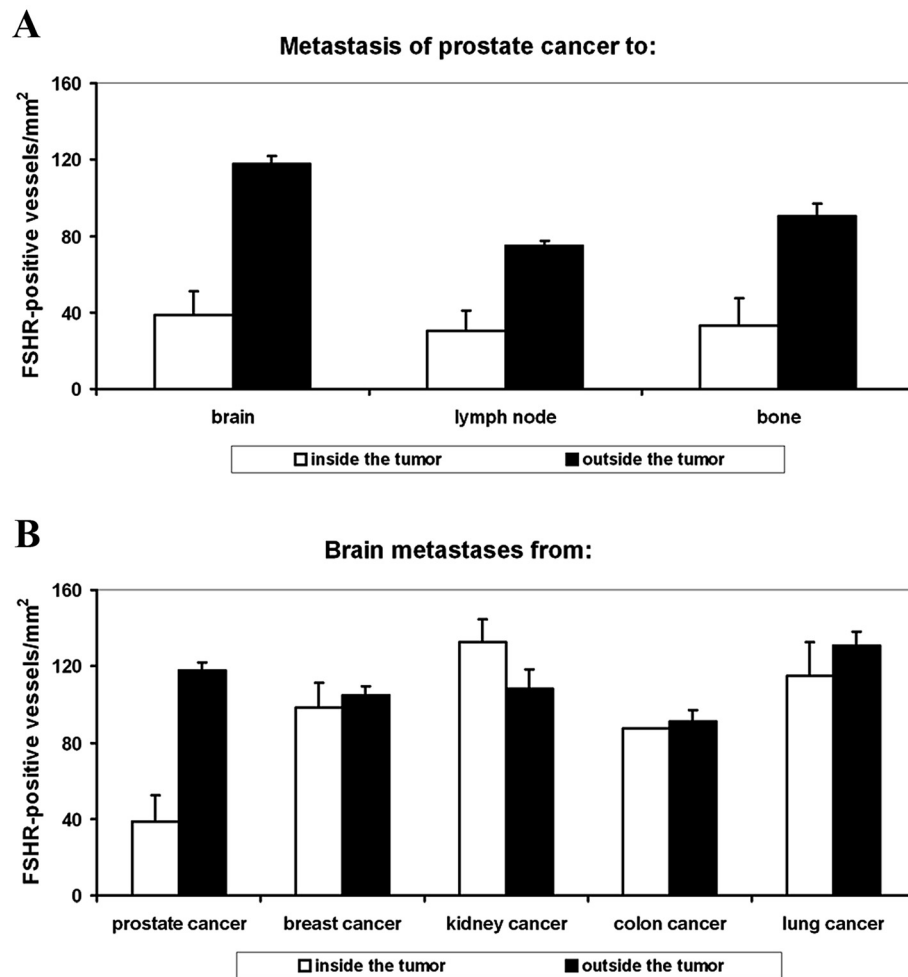 A
Metastasis of prostate cancer to:
FSHR-positive vessels/mm²
160
120
80
40
0
brain lymph node bone
inside the tumor outside the tumor
B
Brain metastases from:
FSHR-positive vessels/mm²
160
120
80
40
0
prostate cancer breast cancer kidney cancer colon cancer lung cancer
inside the tumor outside the tumor